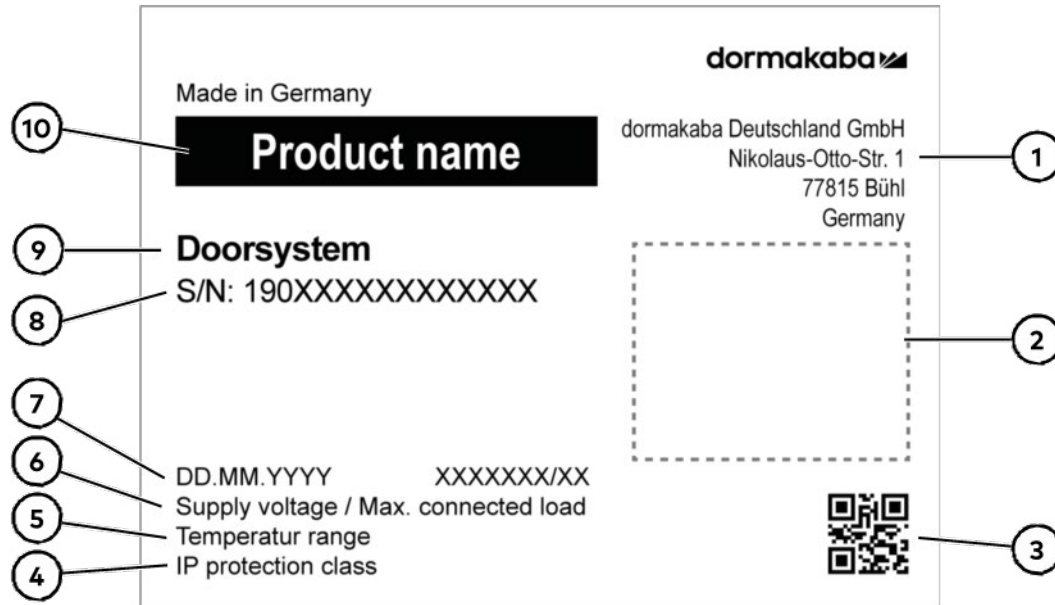 dormakaba
Made in Germany
10
Product name
dormakaba Deutschland GmbH
Nikolaus-Otto-Str. 1
1
77815 Bühl
Germany
9
Doorsystem
8
S/N: 190XXXXXXXXXXXX
2
7
DD.MM.YYYY XXXXXXX/XX
6
Supply voltage / Max. connected load
5
Temperatur range
3
4
IP protection class